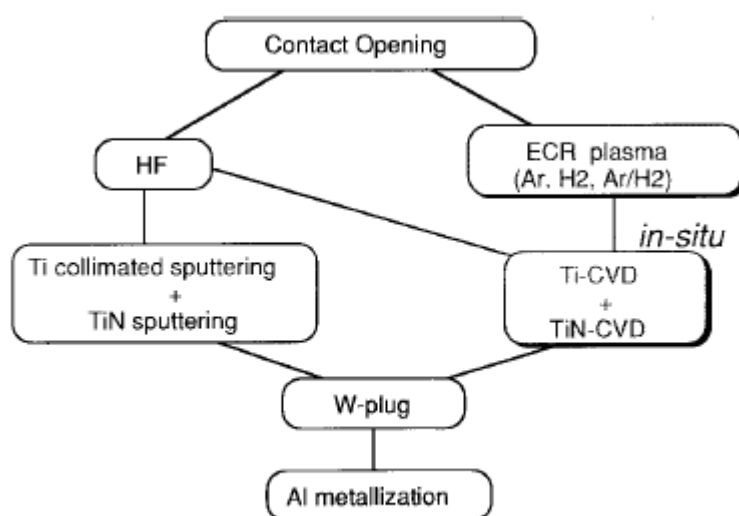 Contact Opening
HF
ECR plasma
(Ar, H2, Ar/H2)
in-situ
Ti collimated sputtering
+
TiN sputtering
Ti-CVD
+
TiN-CVD
W-plug
Al metallization